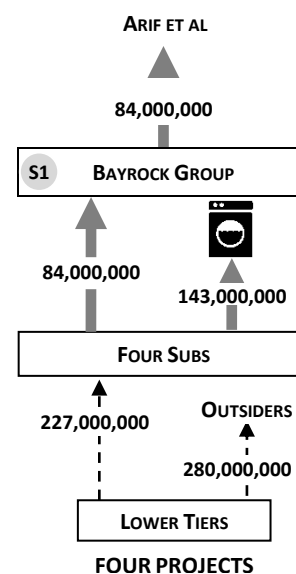 ARIF ET AL
84,000,000
S1 BAYROCK GROUP
84,000,000
143,000,000
FOUR SUBS
227,000,000
OUTSIDERS
280,000,000
LOWER TIERS
FOUR PROJECTS